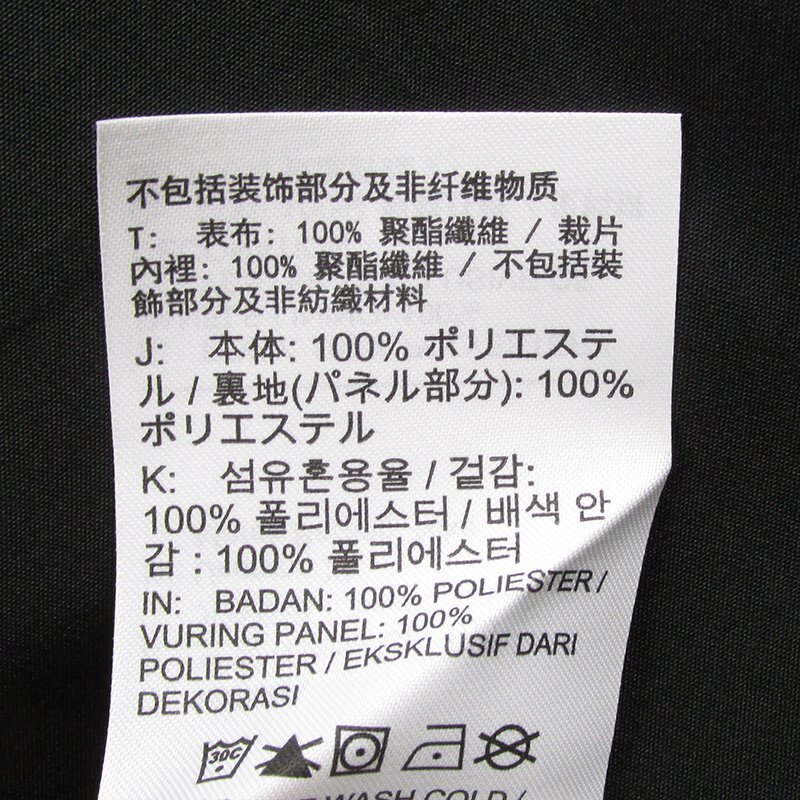 不包括装饰部分及非纤维物质
T: 表布: 100% 聚酯纖維 / 裁片
內裡: 100% 聚酯纖維 / 不包括裝
飾部分及非紡織材料
J: 本体: 100% ポリエステ
ル / 裏地(パネル部分): 100%
ポリエステル
K: 섬유혼용율 / 겉감:
100% 폴리에스터 / 배색 안
감 : 100% 폴리에스터
IN: BADAN: 100% POLIESTER /
VURING PANEL: 100%
POLIESTER / EKSKLUSIF DARI
DEKORASI
30C
WASH COLD /